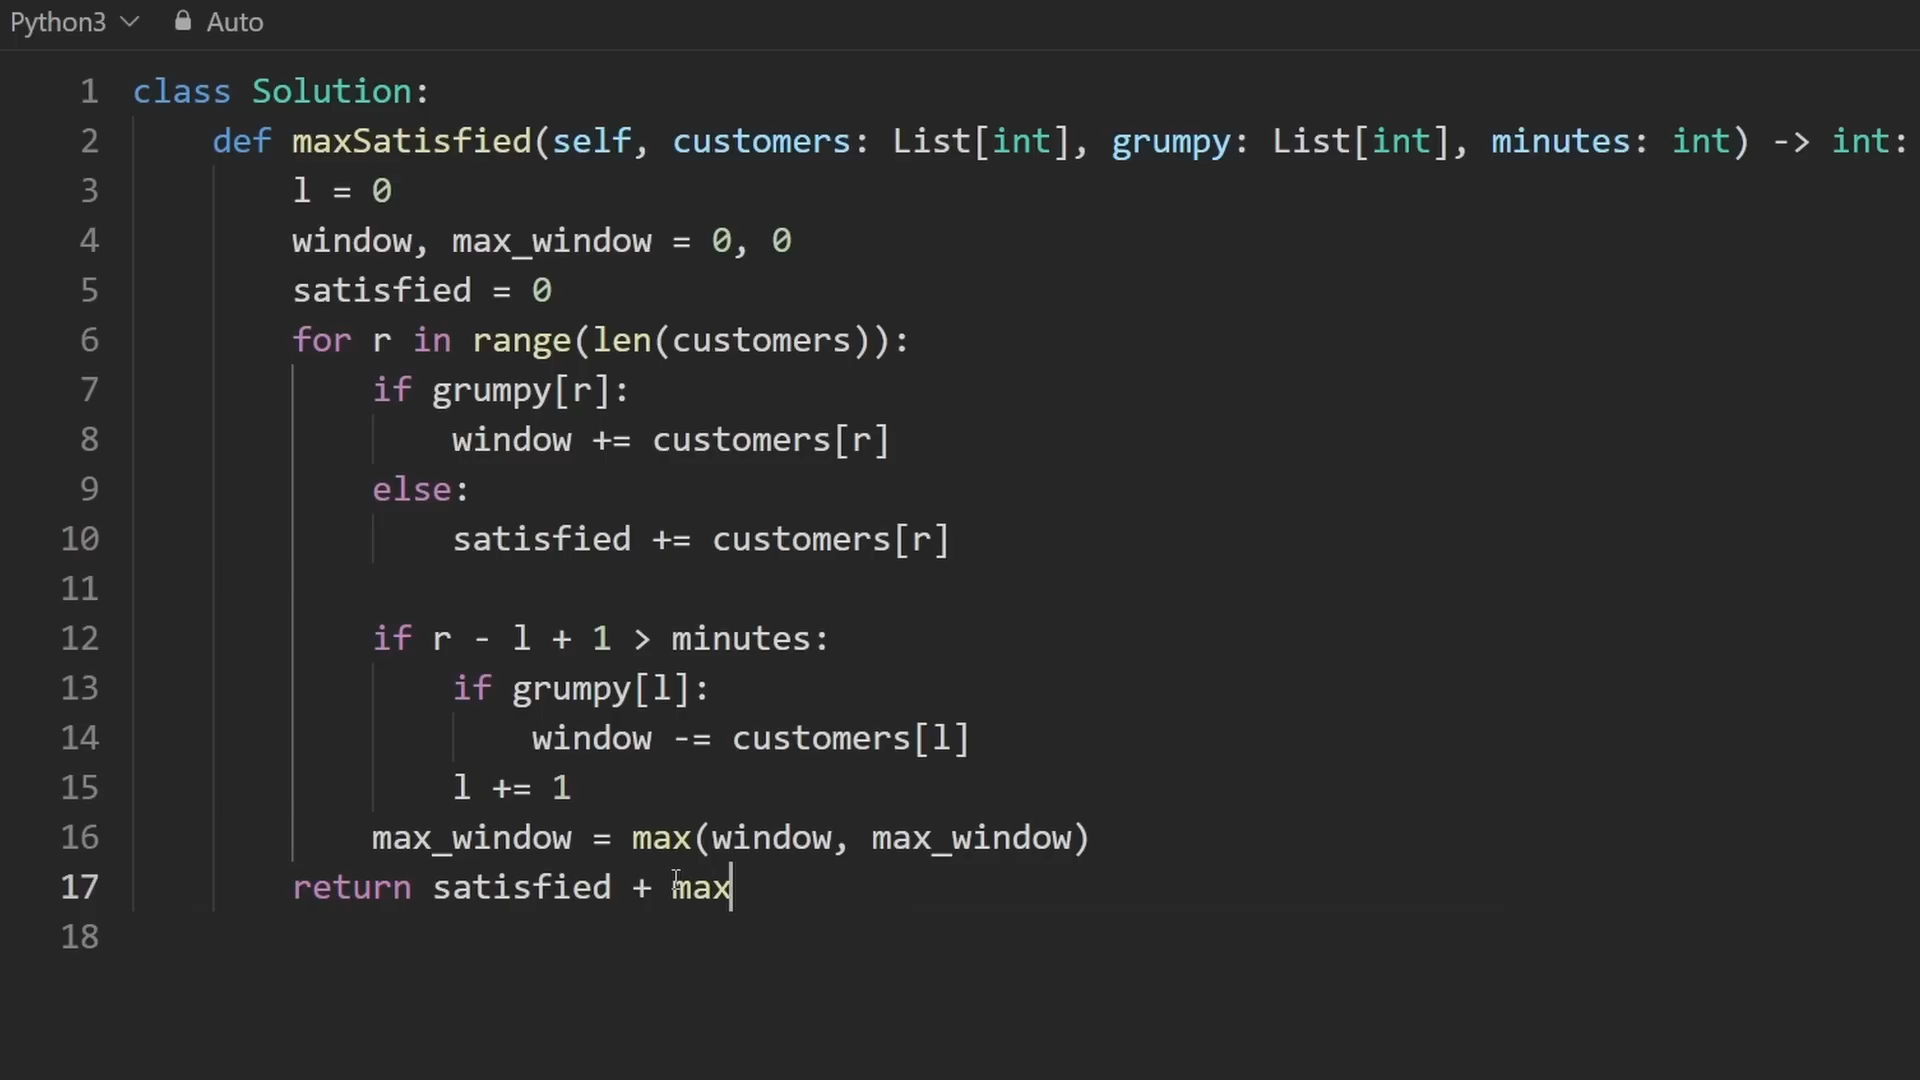 Python3 Auto
1 class Solution:
2 def maxSatisfied(self, customers: List[int], grumpy: List[int], minutes: int) -> int:
3 l = 0
4 window, max_window = 0, 0
5 satisfied = 0
6 for r in range(len(customers)):
7 if grumpy[r]:
8 window += customers[r]
9 else:
10 satisfied += customers[r]
11
12 if r - l + 1 > minutes:
13 if grumpy[l]:
14 window -= customers[l]
15 l += 1
16 max_window = max(window, max_window)
17 return satisfied + max
18